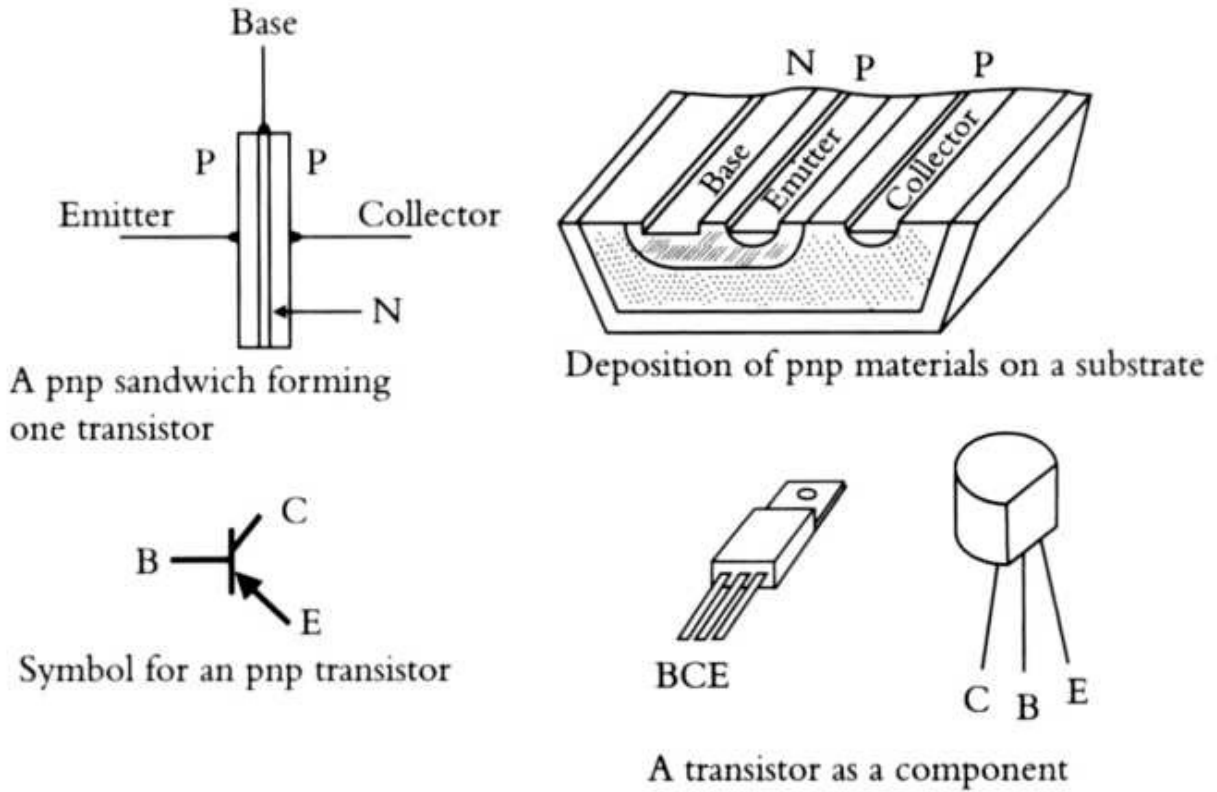 Base
P P
Emitter Collector
N
A pnp sandwich forming
one transistor
N P P
Base
Emitter
Collector
Deposition of pnp materials on a substrate
C
B
E
Symbol for an pnp transistor
BCE
C B E
A transistor as a component